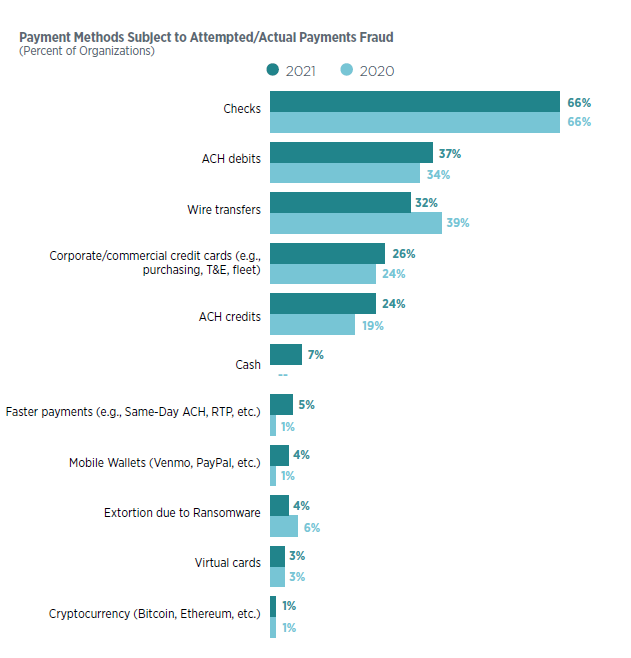 Payment Methods Subject to Attempted/Actual Payments Fraud
(Percent of Organizations)
2021 2020
Checks
66%
66%
ACH debits
37%
34%
Wire transfers
32%
39%
Corporate/commercial credit cards (e.g.,
purchasing, T&E, fleet)
26%
24%
ACH credits
24%
19%
Cash
7%
--
Faster payments (e.g., Same-Day ACH, RTP, etc.)
5%
1%
Mobile Wallets (Venmo, PayPal, etc.)
4%
1%
Extortion due to Ransomware
4%
6%
Virtual cards
3%
3%
Cryptocurrency (Bitcoin, Ethereum, etc.)
1%
1%